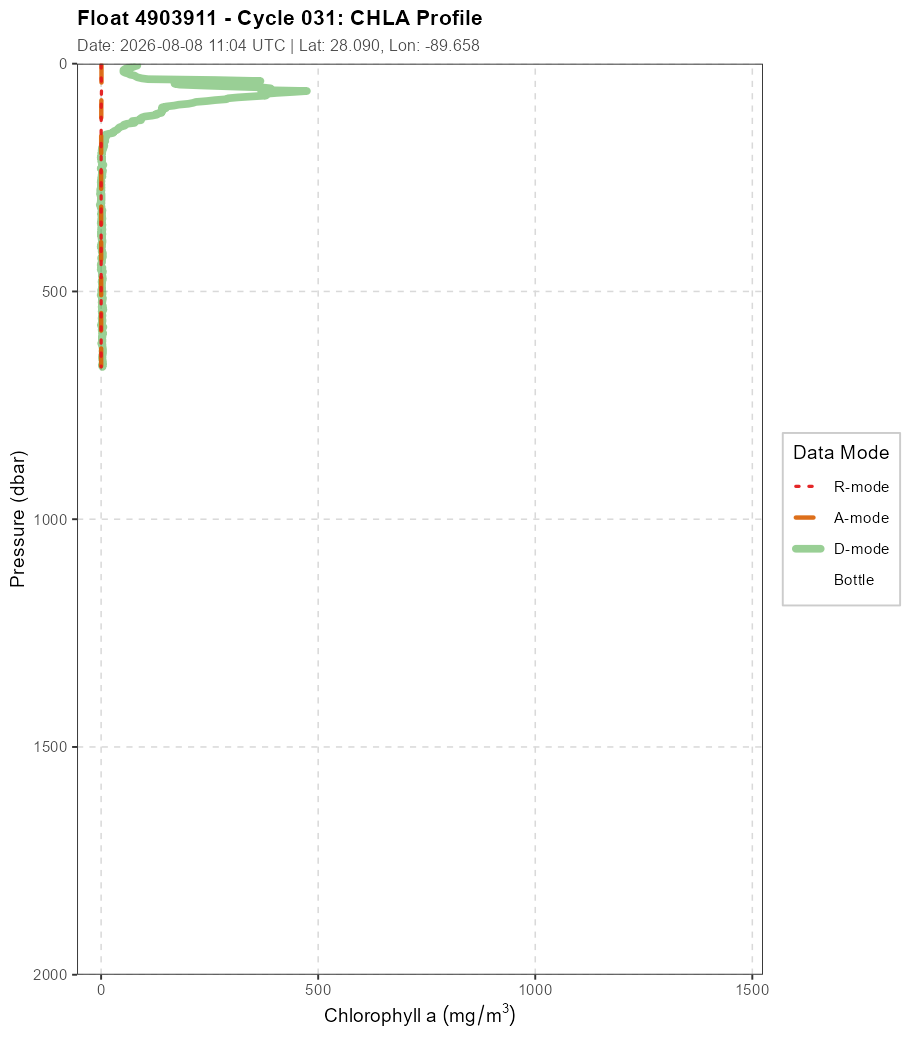 Float 4903911 - Cycle 031: CHLA Profile
Date: 2026-08-08 11:04 UTC | Lat: 28.090, Lon: -89.658
0
500
1000
1500
2000
Pressure (dbar)
0 500 1000 1500
Chlorophyll a (mg/m³)
Data Mode
R-mode
A-mode
D-mode
Bottle